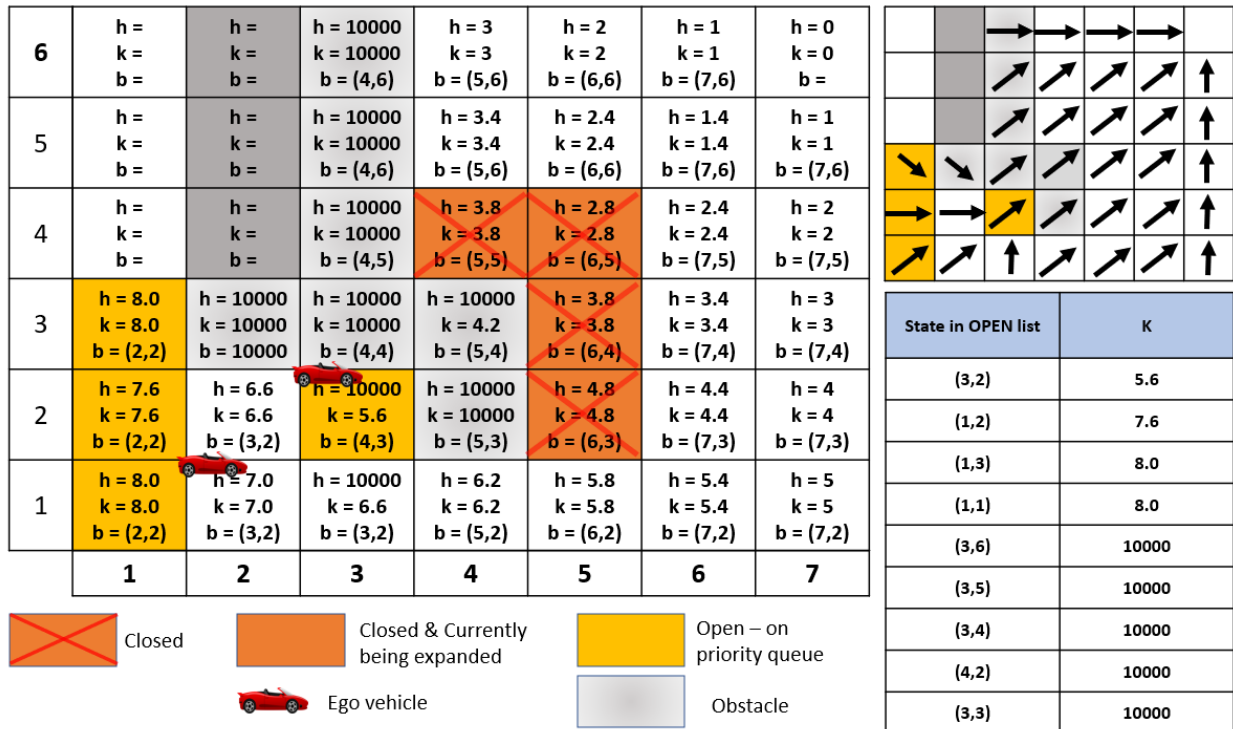 6
h =
k =
b =
h =
k =
b =
h = 10000
k = 10000
b = (4,6)
h = 3
k = 3
b = (5,6)
h = 2
k = 2
b = (6,6)
h = 1
k = 1
b = (7,6)
h = 0
k = 0
b =
5
h =
k =
b =
h =
k =
b =
h = 10000
k = 10000
b = (4,6)
h = 3.4
k = 3.4
b = (5,6)
h = 2.4
k = 2.4
b = (6,6)
h = 1.4
k = 1.4
b = (7,6)
h = 1
k = 1
b = (7,6)
4
h =
k =
b =
h =
k =
b =
h = 10000
k = 10000
b = (4,5)
h = 3.8
k = 3.8
b = (5,5)
h = 2.8
k = 2.8
b = (6,5)
h = 2.4
k = 2.4
b = (7,5)
h = 2
k = 2
b = (7,5)
3
h = 8.0
k = 8.0
b = (2,2)
h = 10000
k = 10000
b = 10000
h = 10000
k = 10000
b = (4,4)
h = 10000
k = 4.2
b = (5,4)
h = 3.8
k = 3.8
b = (6,4)
h = 3.4
k = 3.4
b = (7,4)
h = 3
k = 3
b = (7,4)
2
h = 7.6
k = 7.6
b = (2,2)
h = 6.6
k = 6.6
b = (3,2)
h = 10000
k = 5.6
b = (4,3)
h = 10000
k = 10000
b = (5,3)
h = 4.8
k = 4.8
b = (6,3)
h = 4.4
k = 4.4
b = (7,3)
h = 4
k = 4
b = (7,3)
1
h = 8.0
k = 8.0
b = (2,2)
h = 7.0
k = 7.0
b = (3,2)
h = 10000
k = 6.6
b = (3,2)
h = 6.2
k = 6.2
b = (5,2)
h = 5.8
k = 5.8
b = (6,2)
h = 5.4
k = 5.4
b = (7,2)
h = 5
k = 5
b = (7,2)
1 2 3 4 5 6 7
Closed
Closed & Currently
being expanded
Open – on
priority queue
Ego vehicle
Obstacle
State in OPEN list K
(3,2) 5.6
(1,2) 7.6
(1,3) 8.0
(1,1) 8.0
(3,6) 10000
(3,5) 10000
(3,4) 10000
(4,2) 10000
(3,3) 10000